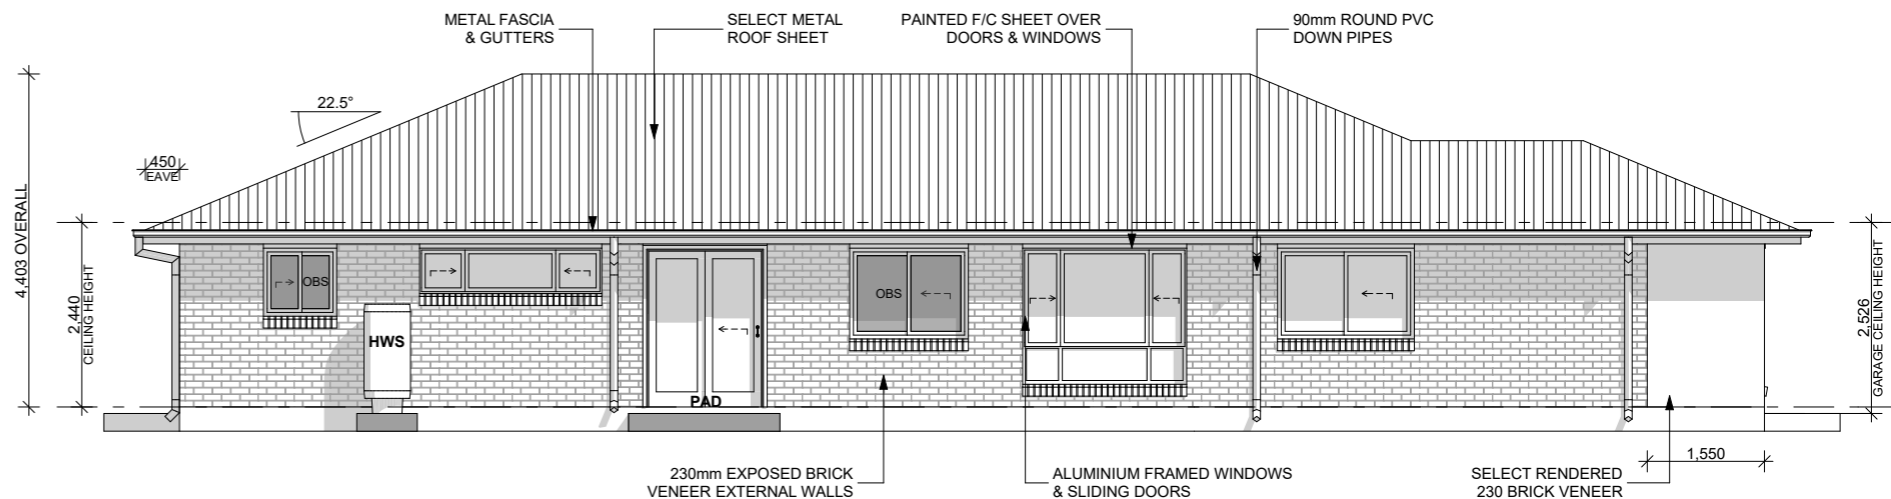 METAL FASCIA
& GUTTERS
SELECT METAL
ROOF SHEET
PAINTED F/C SHEET OVER
DOORS & WINDOWS
90mm ROUND PVC
DOWN PIPES
22.5°
450
EAVE
4,403 OVERALL
2,440
CEILING HEIGHT
OBS
HWS
PAD
OBS
2,526
GARAGE CEILING HEIGHT
1,550
230mm EXPOSED BRICK
VENEER EXTERNAL WALLS
ALUMINIUM FRAMED WINDOWS
& SLIDING DOORS
SELECT RENDERED
230 BRICK VENEER